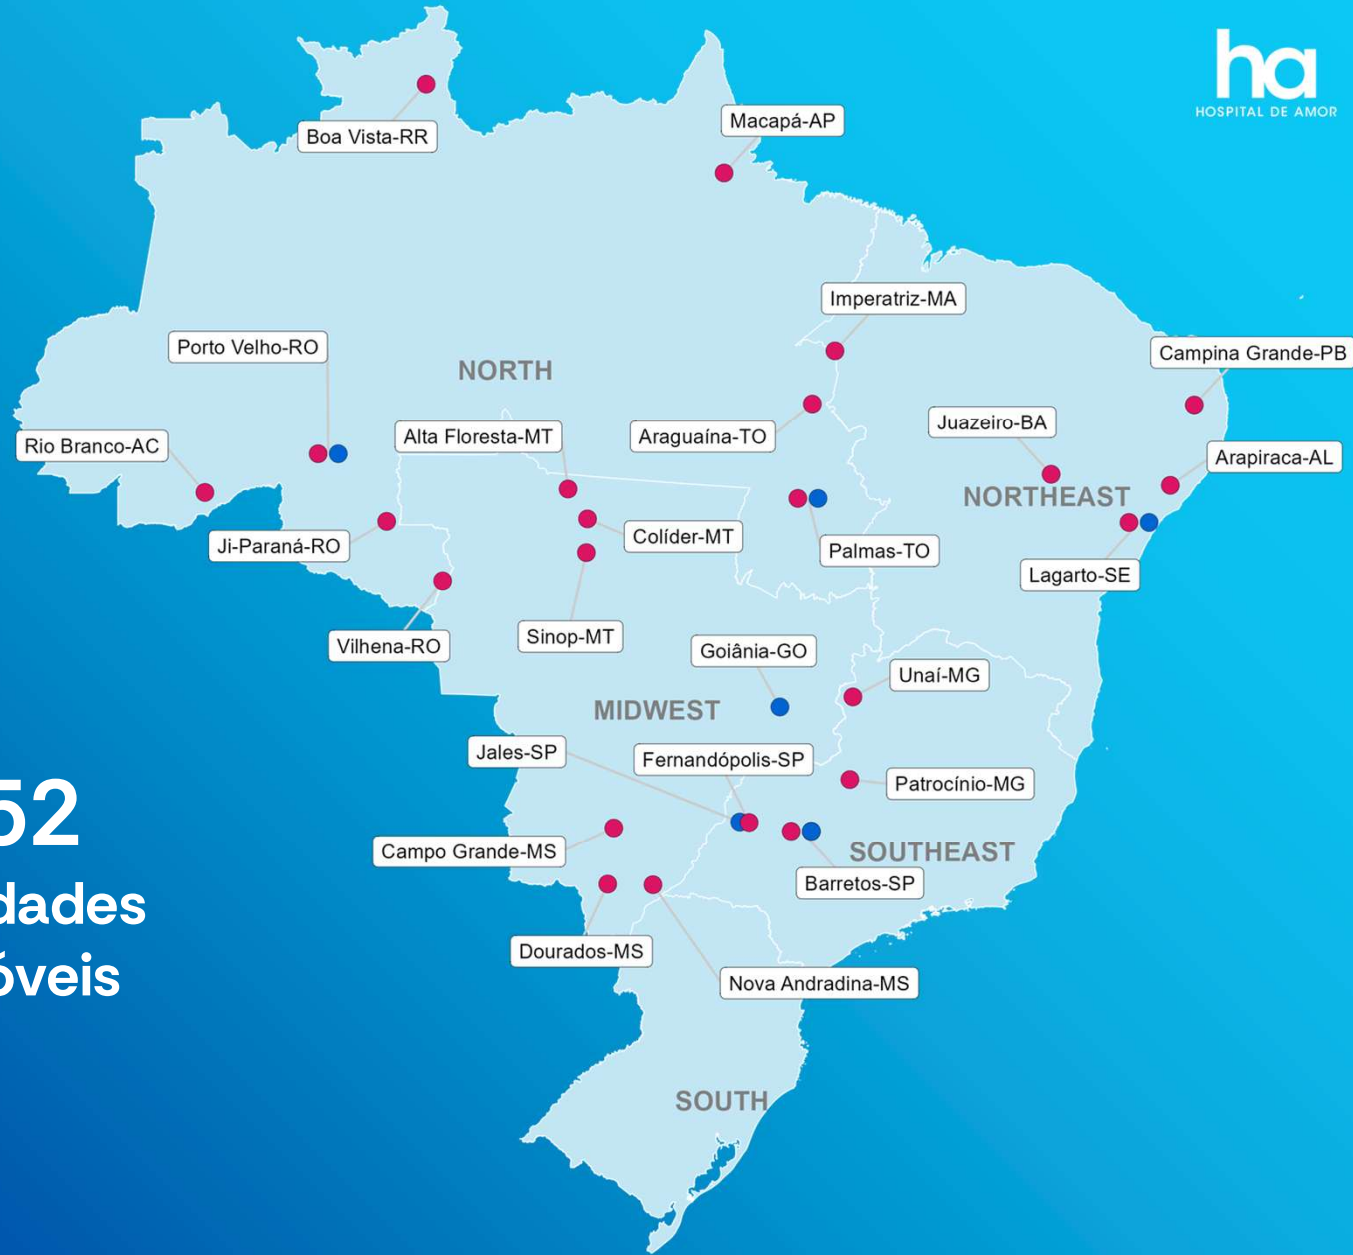 ha
HOSPITAL DE AMOR
Macapá-AP
Boa Vista-RR
Imperatriz-MA
Porto Velho-RO
Campina Grande-PB
NORTH
Juazeiro-BA
Alta Floresta-MT
Araguaína-TO
Rio Branco-AC
Arapiraca-AL
NORTHEAST
Colíder-MT
Ji-Paraná-RO
Palmas-TO
Lagarto-SE
Sinop-MT
Vilhena-RO
Goiânia-GO
Unaí-MG
MIDWEST
Jales-SP
Fernandópolis-SP
Patrocínio-MG
52
dades
óveis
Campo Grande-MS
SOUTHEAST
Barretos-SP
Dourados-MS
Nova Andradina-MS
SOUTH